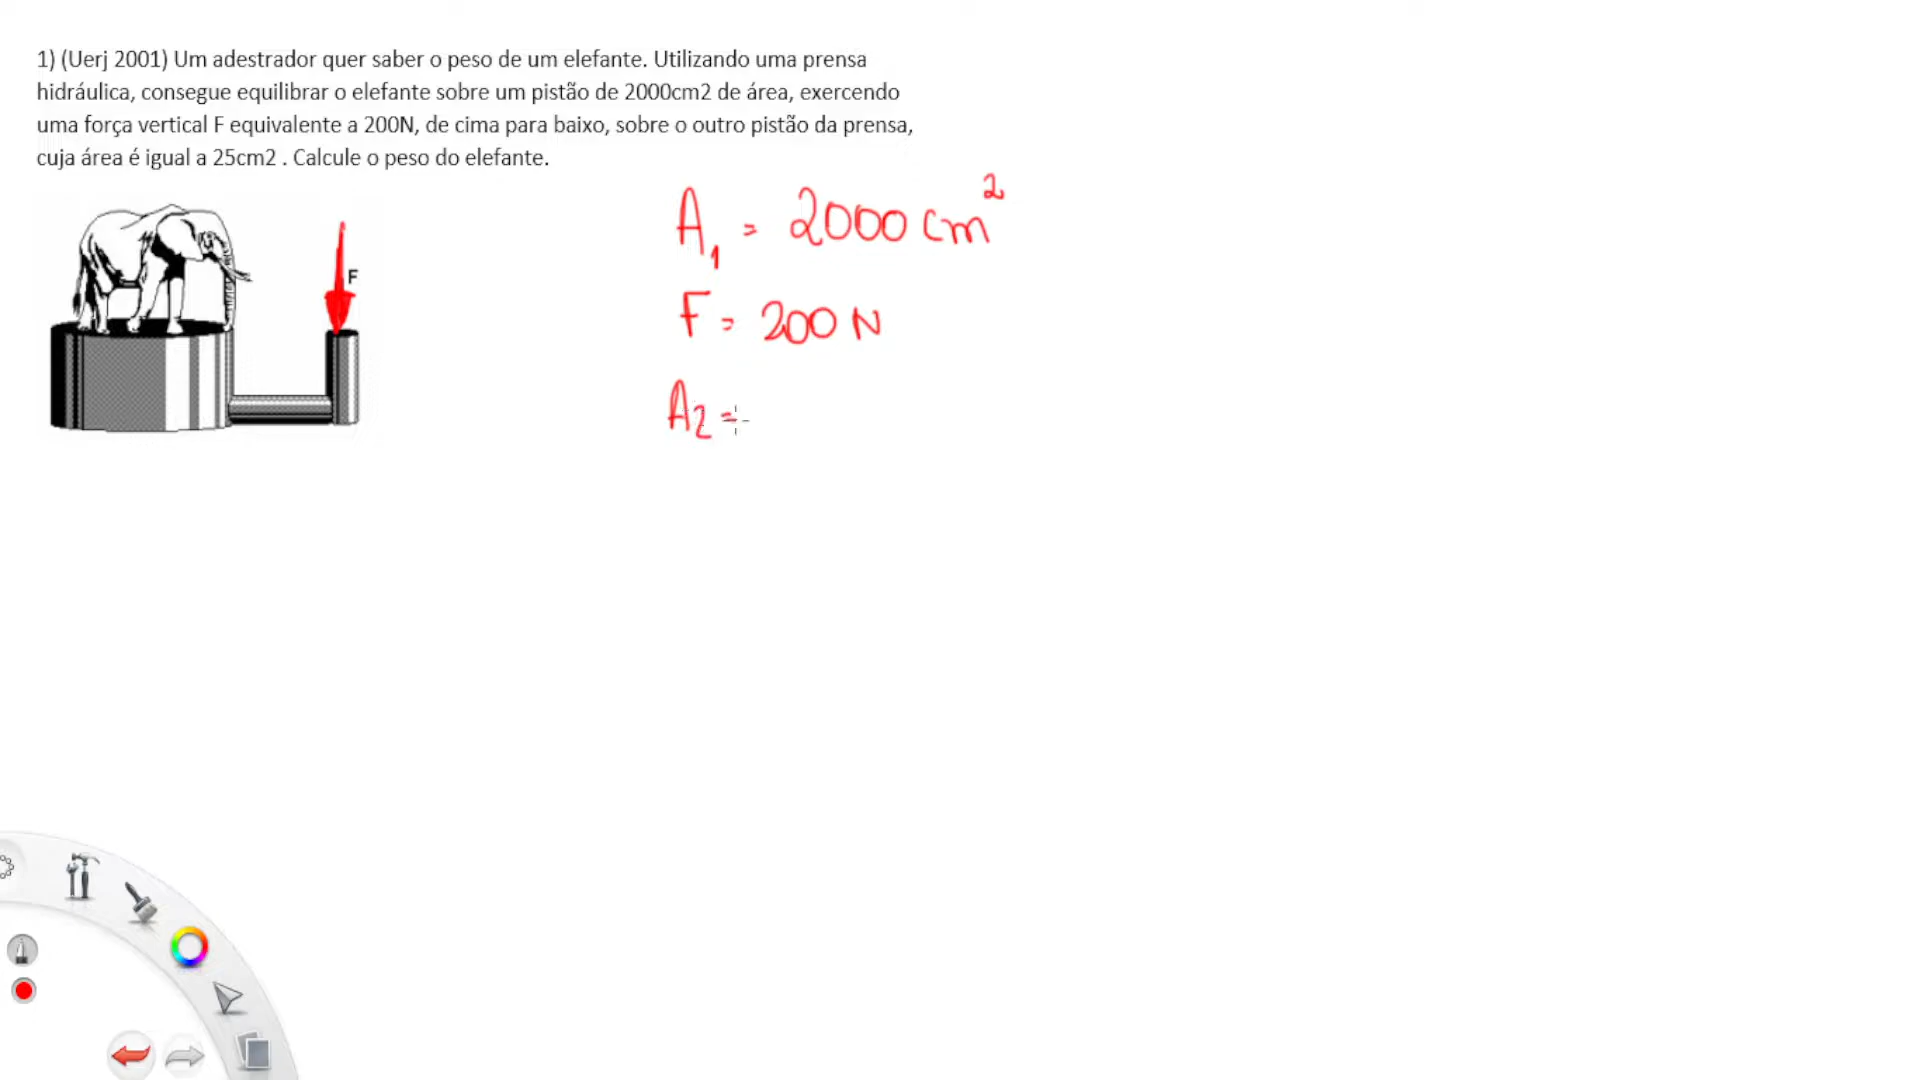 1) (Uerj 2001) Um adestrador quer saber o peso de um elefante. Utilizando uma prensa
hidráulica, consegue equilibrar o elefante sobre um pistão de 2000cm2 de área, exercendo
uma força vertical F equivalente a 200N, de cima para baixo, sobre o outro pistão da prensa,
cuja área é igual a 25cm2 . Calcule o peso do elefante.
A₁ = 2000 cm²
F
F = 200 N
A₂ =